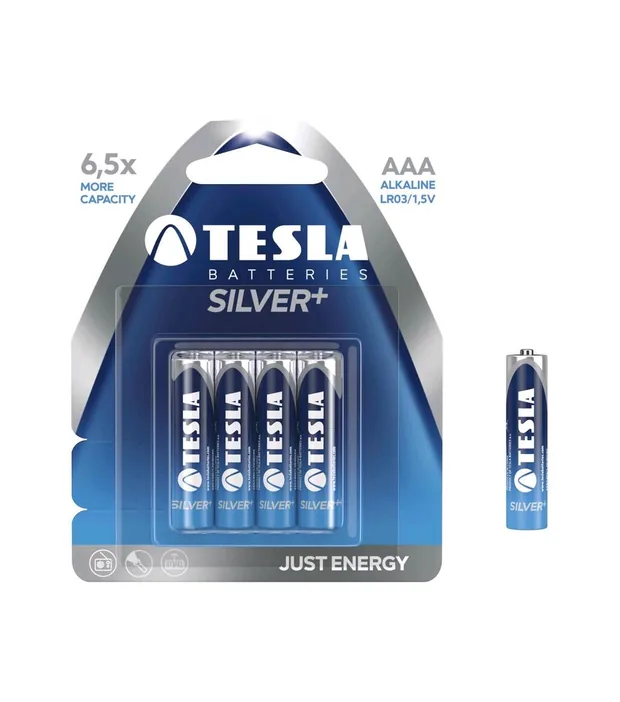 6,5x
MORE
CAPACITY
AAA
ALKALINE
LR03/1,5V
TESLA
BATTERIES
SILVER+
TESLA
TESLA
TESLA
TESLA
SILVER+
SILVER+
SILVER+
SILVER+
JUST ENERGY
TESLA
SILVER+